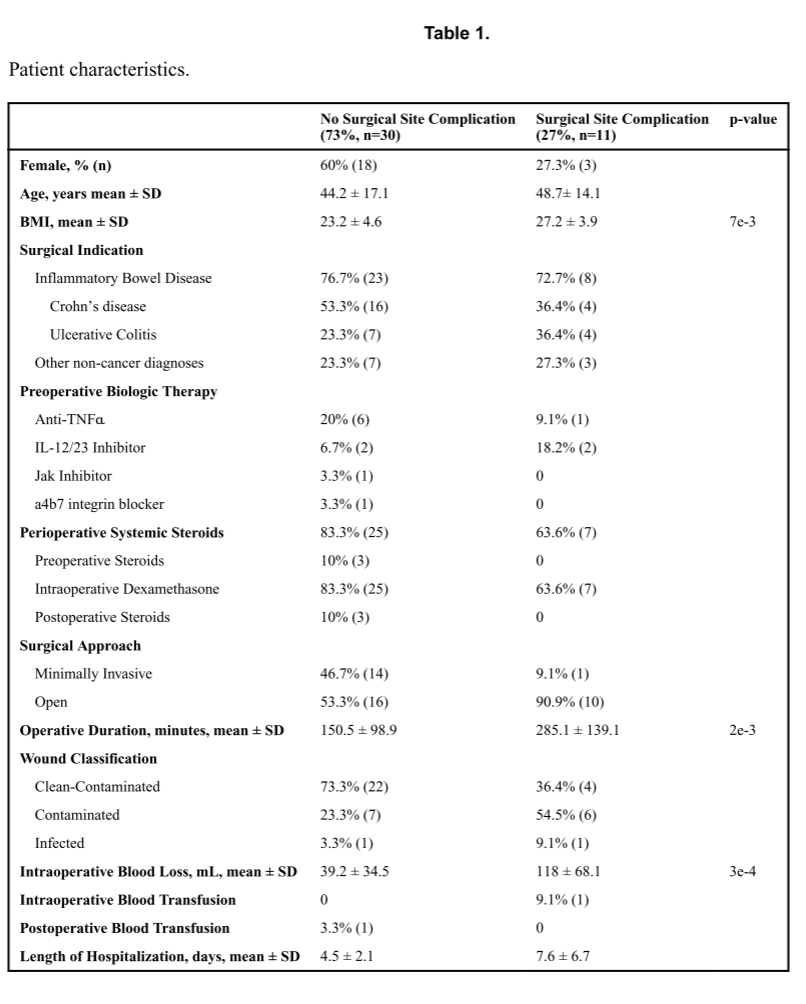 Table 1.
Patient characteristics.
No Surgical Site Complication (73%, n=30) Surgical Site Complication (27%, n=11) p-value
Female, % (n) 60% (18) 27.3% (3)
Age, years mean ± SD 44.2 ± 17.1 48.7± 14.1
BMI, mean ± SD 23.2 ± 4.6 27.2 ± 3.9 7e-3
Surgical Indication
Inflammatory Bowel Disease 76.7% (23) 72.7% (8)
Crohn’s disease 53.3% (16) 36.4% (4)
Ulcerative Colitis 23.3% (7) 36.4% (4)
Other non-cancer diagnoses 23.3% (7) 27.3% (3)
Preoperative Biologic Therapy
Anti-TNFα 20% (6) 9.1% (1)
IL-12/23 Inhibitor 6.7% (2) 18.2% (2)
Jak Inhibitor 3.3% (1) 0
a4b7 integrin blocker 3.3% (1) 0
Perioperative Systemic Steroids 83.3% (25) 63.6% (7)
Preoperative Steroids 10% (3) 0
Intraoperative Dexamethasone 83.3% (25) 63.6% (7)
Postoperative Steroids 10% (3) 0
Surgical Approach
Minimally Invasive 46.7% (14) 9.1% (1)
Open 53.3% (16) 90.9% (10)
Operative Duration, minutes, mean ± SD 150.5 ± 98.9 285.1 ± 139.1 2e-3
Wound Classification
Clean-Contaminated 73.3% (22) 36.4% (4)
Contaminated 23.3% (7) 54.5% (6)
Infected 3.3% (1) 9.1% (1)
Intraoperative Blood Loss, mL, mean ± SD 39.2 ± 34.5 118 ± 68.1 3e-4
Intraoperative Blood Transfusion 0 9.1% (1)
Postoperative Blood Transfusion 3.3% (1) 0
Length of Hospitalization, days, mean ± SD 4.5 ± 2.1 7.6 ± 6.7